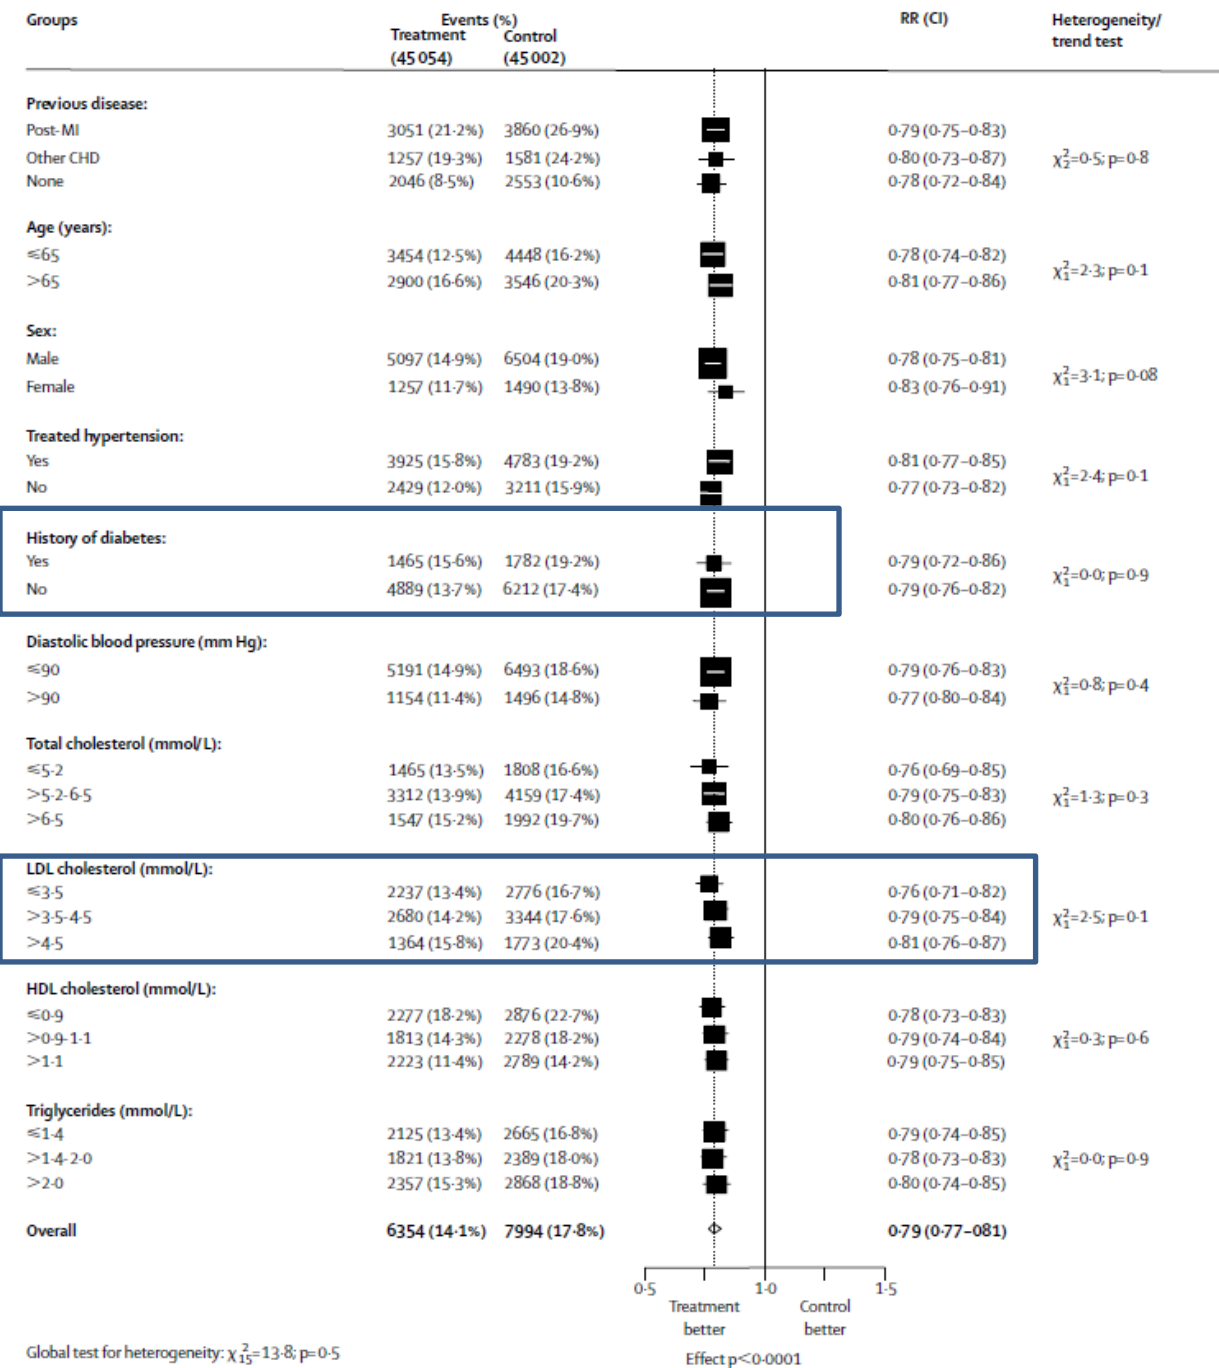 Groups Events (%) RR (CI) Heterogeneity/
Treatment Control trend test
(45 054) (45 002)
Previous disease:
Post-MI 3051 (21·2%) 3860 (26·9%) 0·79 (0·75–0·83)
Other CHD 1257 (19·3%) 1581 (24·2%) 0·80 (0·73–0·87) χ²₂=0·5; p=0·8
None 2046 (8·5%) 2553 (10·6%) 0·78 (0·72–0·84)
Age (years):
≤65 3454 (12·5%) 4448 (16·2%) 0·78 (0·74–0·82)
χ²₁=2·3; p=0·1
>65 2900 (16·6%) 3546 (20·3%) 0·81 (0·77–0·86)
Sex:
Male 5097 (14·9%) 6504 (19·0%) 0·78 (0·75–0·81)
χ²₁=3·1; p=0·08
Female 1257 (11·7%) 1490 (13·8%) 0·83 (0·76–0·91)
Treated hypertension:
Yes 3925 (15·8%) 4783 (19·2%) 0·81 (0·77–0·85)
χ²₁=2·4; p=0·1
No 2429 (12·0%) 3211 (15·9%) 0·77 (0·73–0·82)
History of diabetes:
Yes 1465 (15·6%) 1782 (19·2%) 0·79 (0·72–0·86)
χ²₁=0·0; p=0·9
No 4889 (13·7%) 6212 (17·4%) 0·79 (0·76–0·82)
Diastolic blood pressure (mm Hg):
≤90 5191 (14·9%) 6493 (18·6%) 0·79 (0·76–0·83)
χ²₁=0·8; p=0·4
>90 1154 (11·4%) 1496 (14·8%) 0·77 (0·80–0·84)
Total cholesterol (mmol/L):
≤5·2 1465 (13·5%) 1808 (16·6%) 0·76 (0·69–0·85)
>5·2-6·5 3312 (13·9%) 4159 (17·4%) 0·79 (0·75–0·83) χ²₁=1·3; p=0·3
>6·5 1547 (15·2%) 1992 (19·7%) 0·80 (0·76–0·86)
LDL cholesterol (mmol/L):
≤3·5 2237 (13·4%) 2776 (16·7%) 0·76 (0·71–0·82)
>3·5-4·5 2680 (14·2%) 3344 (17·6%) 0·79 (0·75–0·84) χ²₁=2·5; p=0·1
>4·5 1364 (15·8%) 1773 (20·4%) 0·81 (0·76–0·87)
HDL cholesterol (mmol/L):
≤0·9 2277 (18·2%) 2876 (22·7%) 0·78 (0·73–0·83)
>0·9-1·1 1813 (14·3%) 2278 (18·2%) 0·79 (0·74–0·84) χ²₁=0·3; p=0·6
>1·1 2223 (11·4%) 2789 (14·2%) 0·79 (0·75–0·85)
Triglycerides (mmol/L):
≤1·4 2125 (13·4%) 2665 (16·8%) 0·79 (0·74–0·85)
>1·4-2·0 1821 (13·8%) 2389 (18·0%) 0·78 (0·73–0·83) χ²₁=0·0; p=0·9
>2·0 2357 (15·3%) 2868 (18·8%) 0·80 (0·74–0·85)
Overall 6354 (14·1%) 7994 (17·8%) 0·79 (0·77–081)
0·5 1·0 1·5
Treatment Control
better better
Global test for heterogeneity: χ²₁₅=13·8; p=0·5 Effect p<0·0001